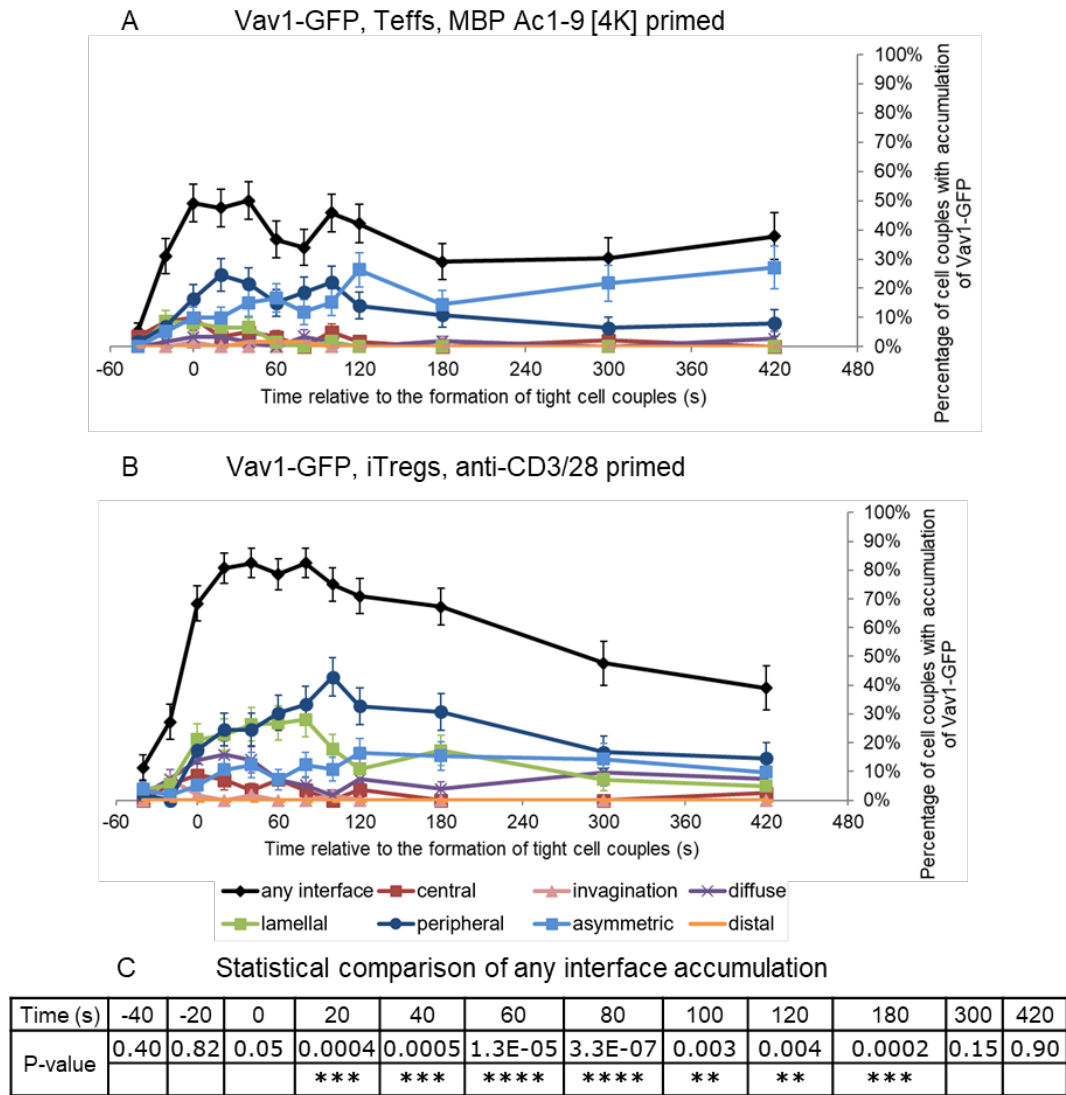 A Vav1-GFP, Teffs, MBP Ac1-9 [4K] primed
100%
90%
80%
70%
60%
50%
40%
30%
20%
10%
0%
Percentage of cell couples with accumulation
of Vav1-GFP
-60 0 60 120 180 240 300 360 420 480
Time relative to the formation of tight cell couples (s)
B Vav1-GFP, iTregs, anti-CD3/28 primed
100%
90%
80%
70%
60%
50%
40%
30%
20%
10%
0%
Percentage of cell couples with accumulation
of Vav1-GFP
-60 0 60 120 180 240 300 360 420 480
Time relative to the formation of tight cell couples (s)
any interface central invagination diffuse
lamellal peripheral asymmetric distal
C Statistical comparison of any interface accumulation
Time (s) -40 -20 0 20 40 60 80 100 120 180 300 420
P-value 0.40 0.82 0.05 0.0004 0.0005 1.3E-05 3.3E-07 0.003 0.004 0.0002 0.15 0.90
*** *** **** **** ** ** ***